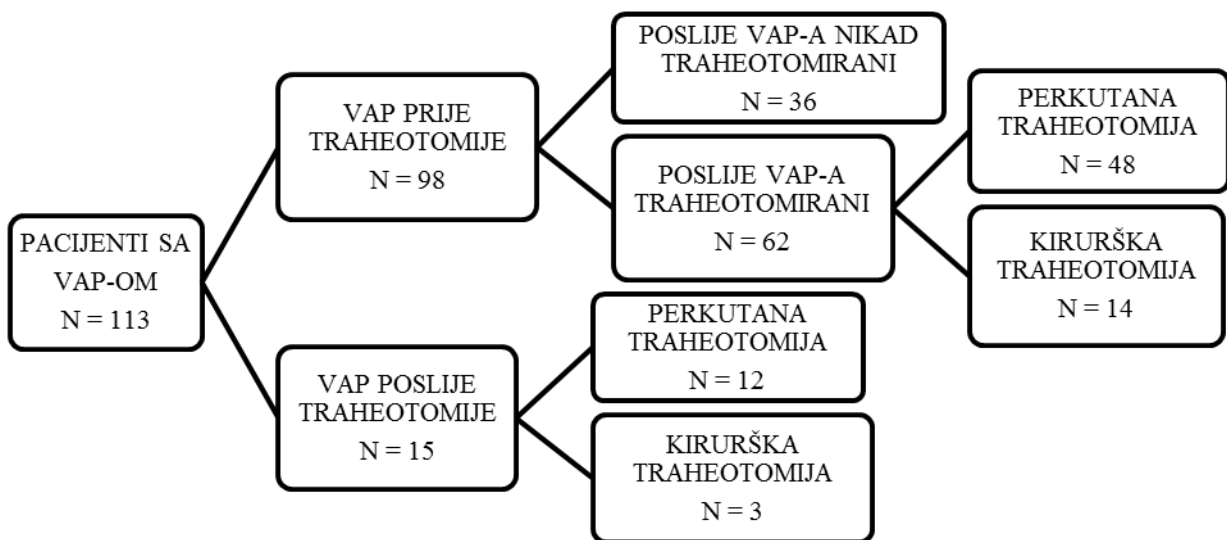 PACIJENTI SA
VAP-OM
N = 113
VAP PRIJE
TRAHEOTOMIJE
N = 98
POSLIJE VAP-A NIKAD
TRAHEOTOMIRANI
N = 36
POSLIJE VAP-A
TRAHEOTOMIRANI
N = 62
PERKUTANA
TRAHEOTOMIJA
N = 48
KIRURŠKA
TRAHEOTOMIJA
N = 14
VAP POSLIJE
TRAHEOTOMIJE
N = 15
PERKUTANA
TRAHEOTOMIJA
N = 12
KIRURŠKA
TRAHEOTOMIJA
N = 3